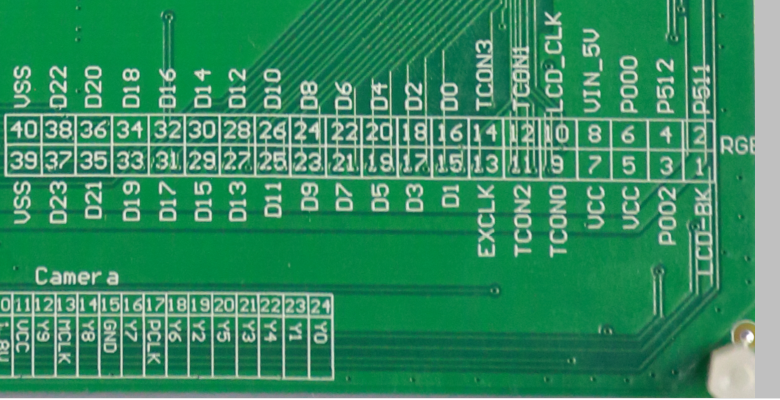 VSS D22 D20 D18 D16 D14 D12 D10 D8 D6 D4 D2 D0 TCON3 TCON1 LCD_CLK VIN_5V P000 P512 P511
40 38 36 34 32 30 28 26 24 22 20 18 16 14 12 10 8 6 4 2
39 37 35 33 31 29 27 25 23 21 19 17 15 13 11 9 7 5 3 1
VSS D23 D21 D19 D17 D15 D13 D11 D9 D7 D5 D3 D1 EXCLK TCON2 TCON0 VCC VCC P002 LCD-BK
Camera
11 12 13 14 15 16 17 18 19 20 21 22 23 24
VCC Y9 MCLK Y8 GND Y7 PCLK Y6 Y2 Y5 Y3 Y4 Y1 Y0